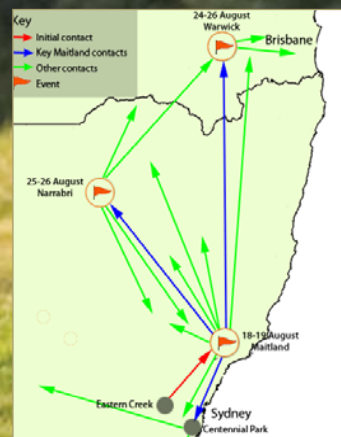 Key
Initial contact
Key Maitland contacts
Other contacts
Event
24-26 August
Warwick
Brisbane
25-26 August
Narrabri
18-19 August
Maitland
Eastern Creek
Sydney
Centennial Park